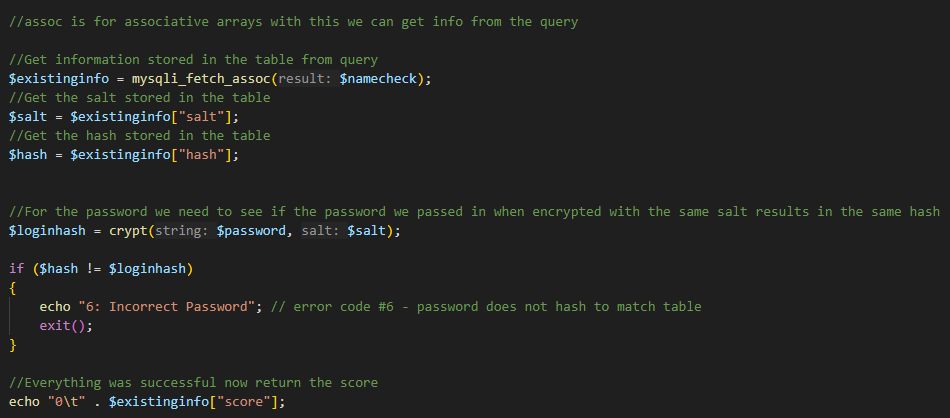 //assoc is for associative arrays with this we can get info from the query
//Get information stored in the table from query
$existinginfo = mysqli_fetch_assoc(result: $namecheck);
//Get the salt stored in the table
$salt = $existinginfo["salt"];
//Get the hash stored in the table
$hash = $existinginfo["hash"];
//For the password we need to see if the password we passed in when encrypted with the same salt results in the same hash
$loginhash = crypt(string: $password, salt: $salt);
if ($hash != $loginhash)
{
    echo "6: Incorrect Password"; // error code #6 - password does not hash to match table
    exit();
}
//Everything was successful now return the score
echo "0\t" . $existinginfo["score"];